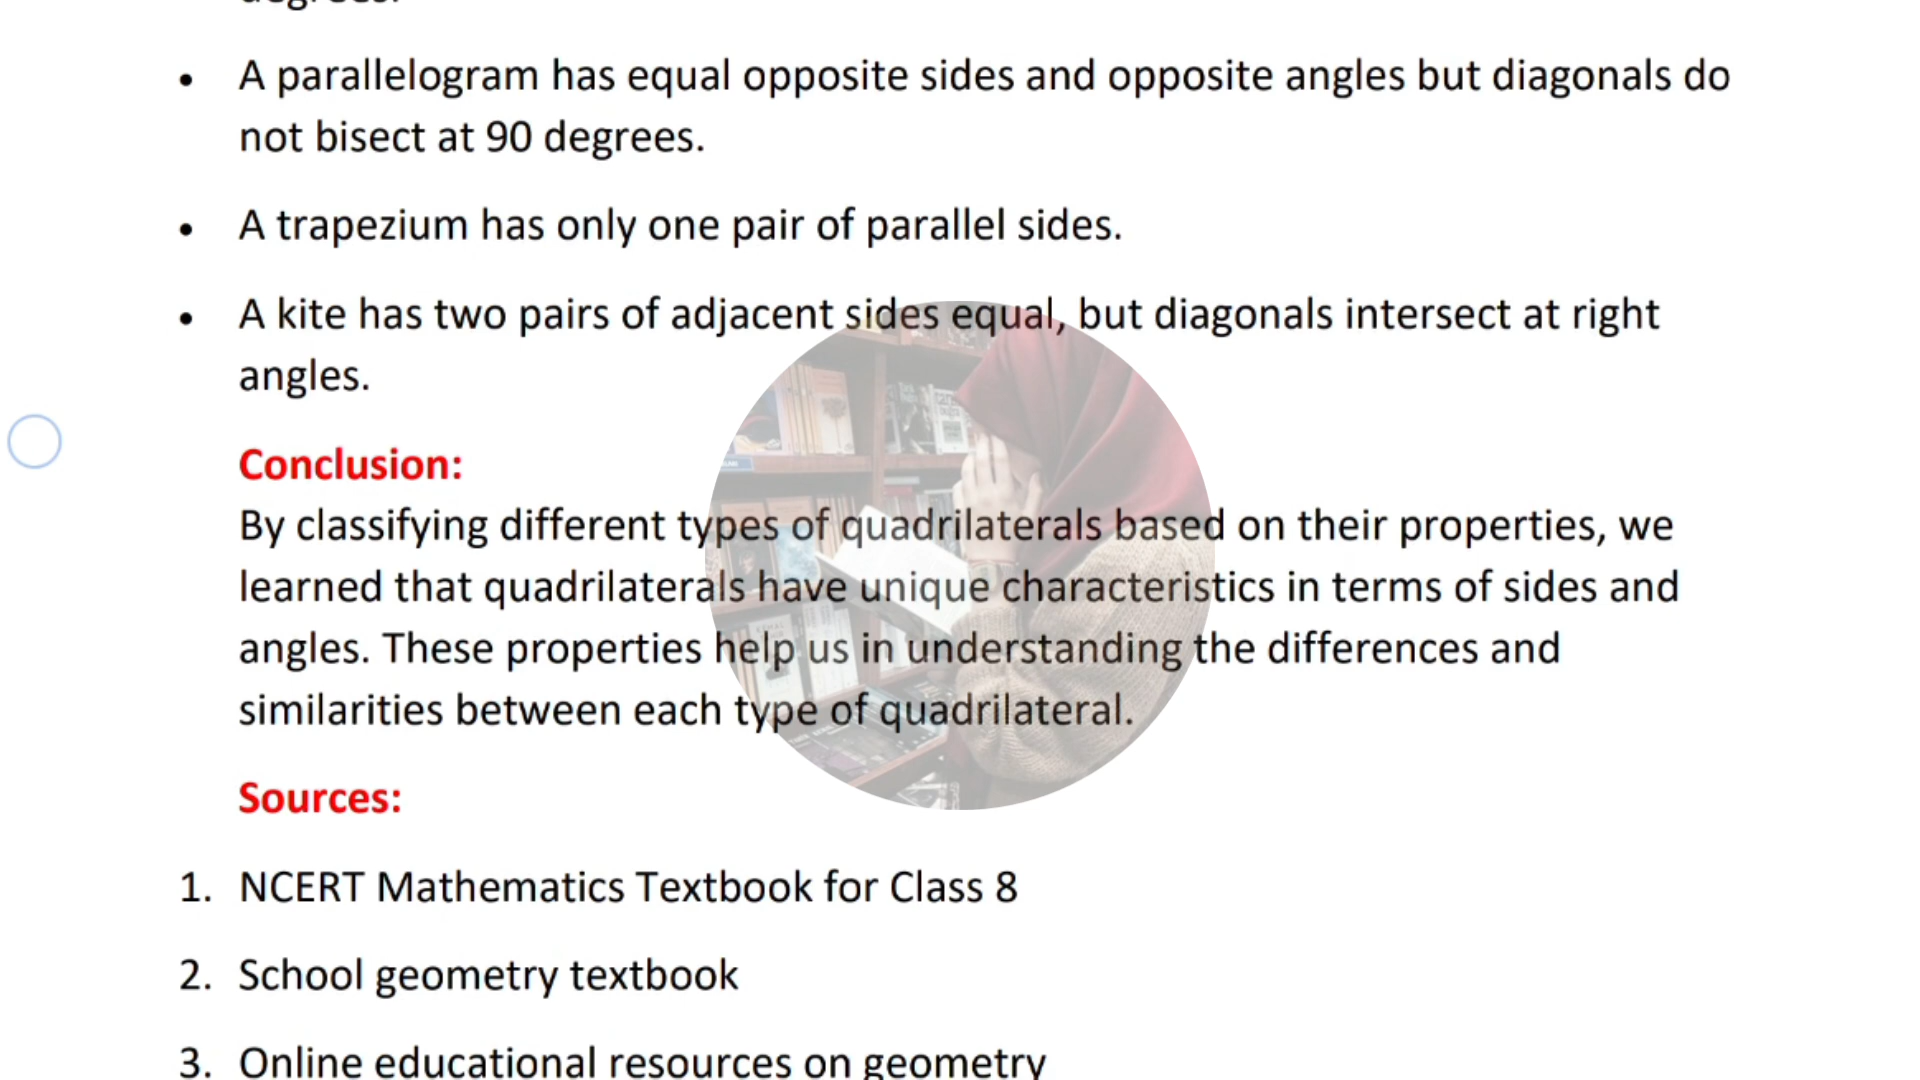 degrees.
• A parallelogram has equal opposite sides and opposite angles but diagonals do
not bisect at 90 degrees.
• A trapezium has only one pair of parallel sides.
• A kite has two pairs of adjacent sides equal, but diagonals intersect at right
angles.
Conclusion:
By classifying different types of quadrilaterals based on their properties, we
learned that quadrilaterals have unique characteristics in terms of sides and
angles. These properties help us in understanding the differences and
similarities between each type of quadrilateral.
Sources:
1. NCERT Mathematics Textbook for Class 8
2. School geometry textbook
3. Online educational resources on geometry